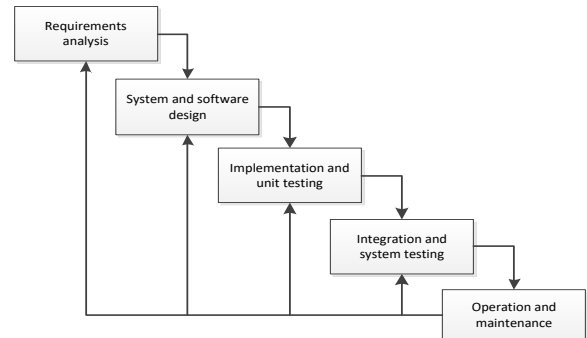 Requirements
analysis
System and software
design
Implementation and
unit testing
Integration and
system testing
Operation and
maintenance